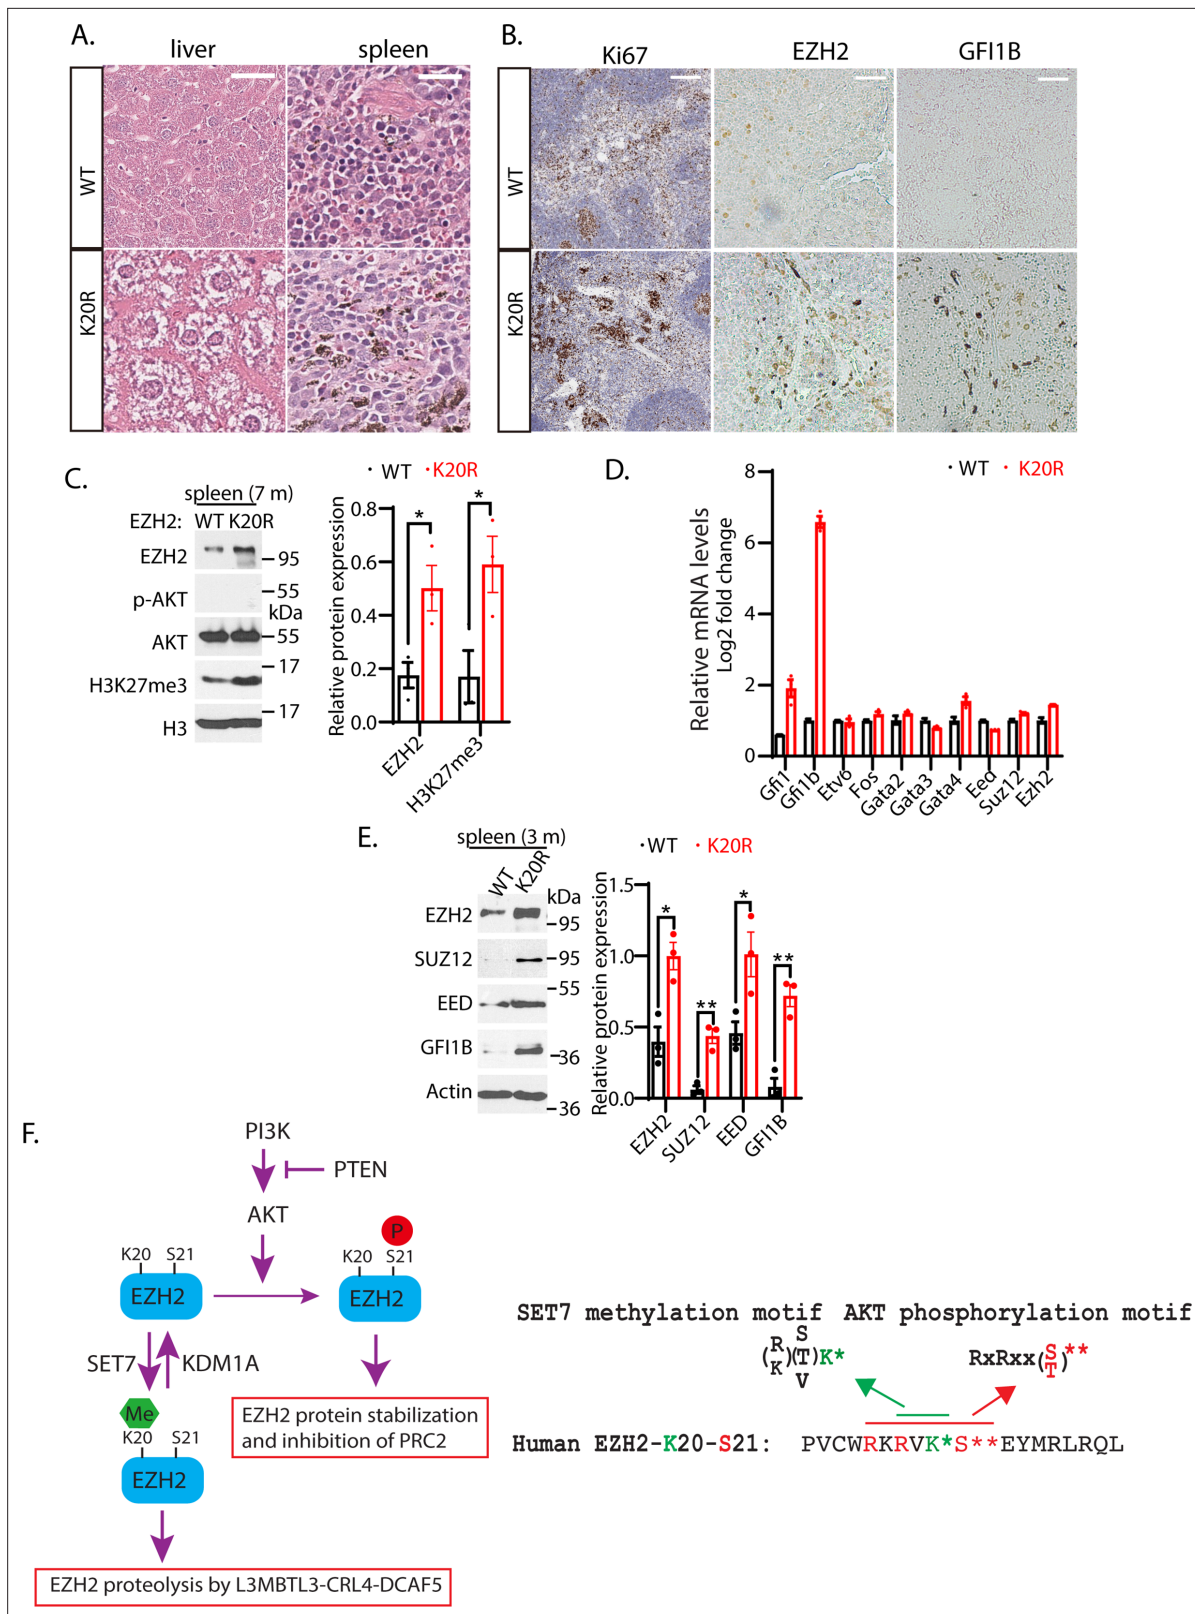 A.
liver
spleen
WT
K20R
B.
Ki67
EZH2
GFI1B
WT
K20R
C.
spleen (7 m)
EZH2: WT K20R
EZH2
95
p-AKT
55
kDa
AKT
55
H3K27me3
17
H3
17
WT
K20R
Relative protein expression
0.8
0.6
0.4
0.2
0.0
*
*
EZH2
H3K27me3
D.
WT
K20R
Relative mRNA levels
Log2 fold change
8
6
4
2
0
Gfi1
Gfi1b
Etv6
Fos
Gata2
Gata3
Gata4
Eed
Suz12
Ezh2
E.
spleen (3 m)
WT
K20R
kDa
EZH2
95
SUZ12
95
55
EED
GFI1B
36
Actin
36
WT
K20R
Relative protein expression
1.5
1.0
0.5
0.0
*
**
*
**
EZH2
SUZ12
EED
GFI1B
F.
PI3K
PTEN
AKT
P
K20 S21
EZH2
K20 S21
EZH2
SET7
KDM1A
Me
K20 S21
EZH2
EZH2 protein stabilization
and inhibition of PRC2
EZH2 proteolysis by L3MBTL3-CRL4-DCAF5
SET7 methylation motif AKT phosphorylation motif
(R/K)(S/T/V)K*
RxRxx(S/T)**
Human EZH2-K20-S21: PVCWRKRVK*S**EYMRLRQL